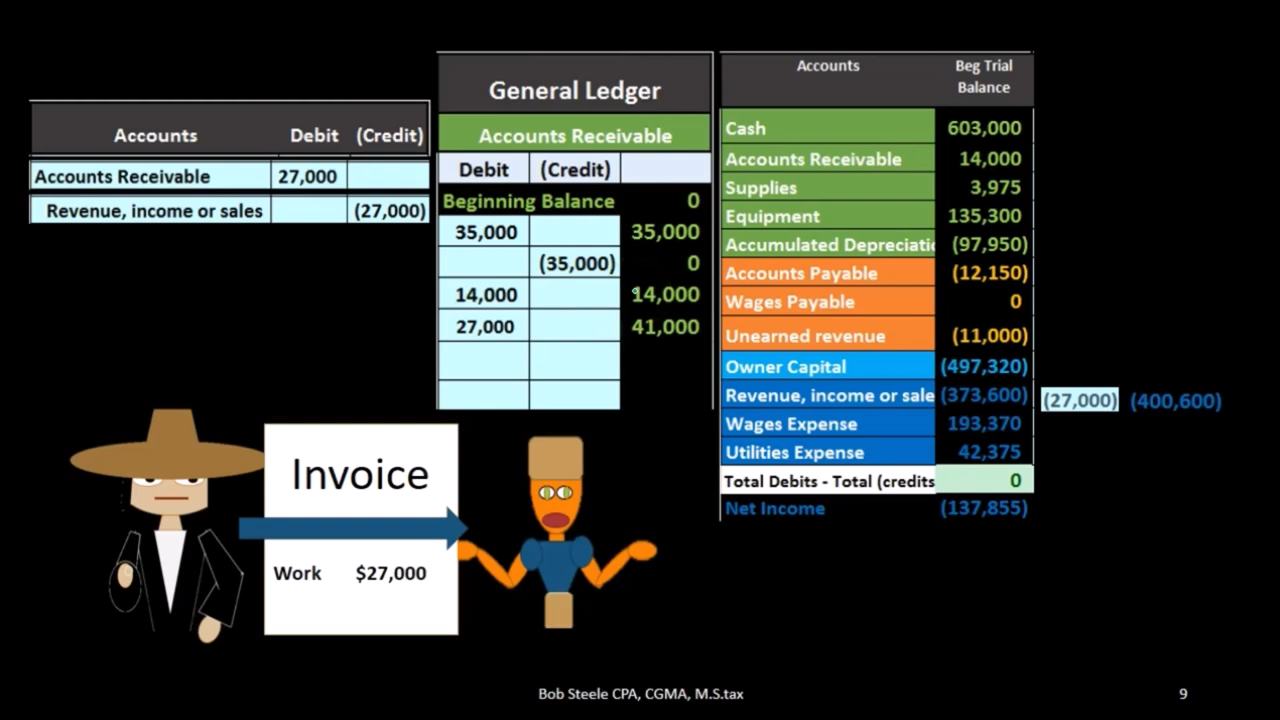 Accounts Debit (Credit)
Accounts Receivable 27,000
Revenue, income or sales (27,000)
General Ledger
Accounts Receivable
Debit (Credit)
Beginning Balance 0
35,000 35,000
(35,000) 0
14,000 14,000
27,000 41,000
Accounts Beg Trial
Balance
Cash 603,000
Accounts Receivable 14,000
Supplies 3,975
Equipment 135,300
Accumulated Depreciatic (97,950)
Accounts Payable (12,150)
Wages Payable 0
Unearned revenue (11,000)
Owner Capital (497,320)
Revenue, income or sale (373,600) (27,000) (400,600)
Wages Expense 193,370
Utilities Expense 42,375
Total Debits - Total (credits 0
Net Income (137,855)
Invoice
Work $27,000
Bob Steele CPA, CGMA, M.S.tax
9